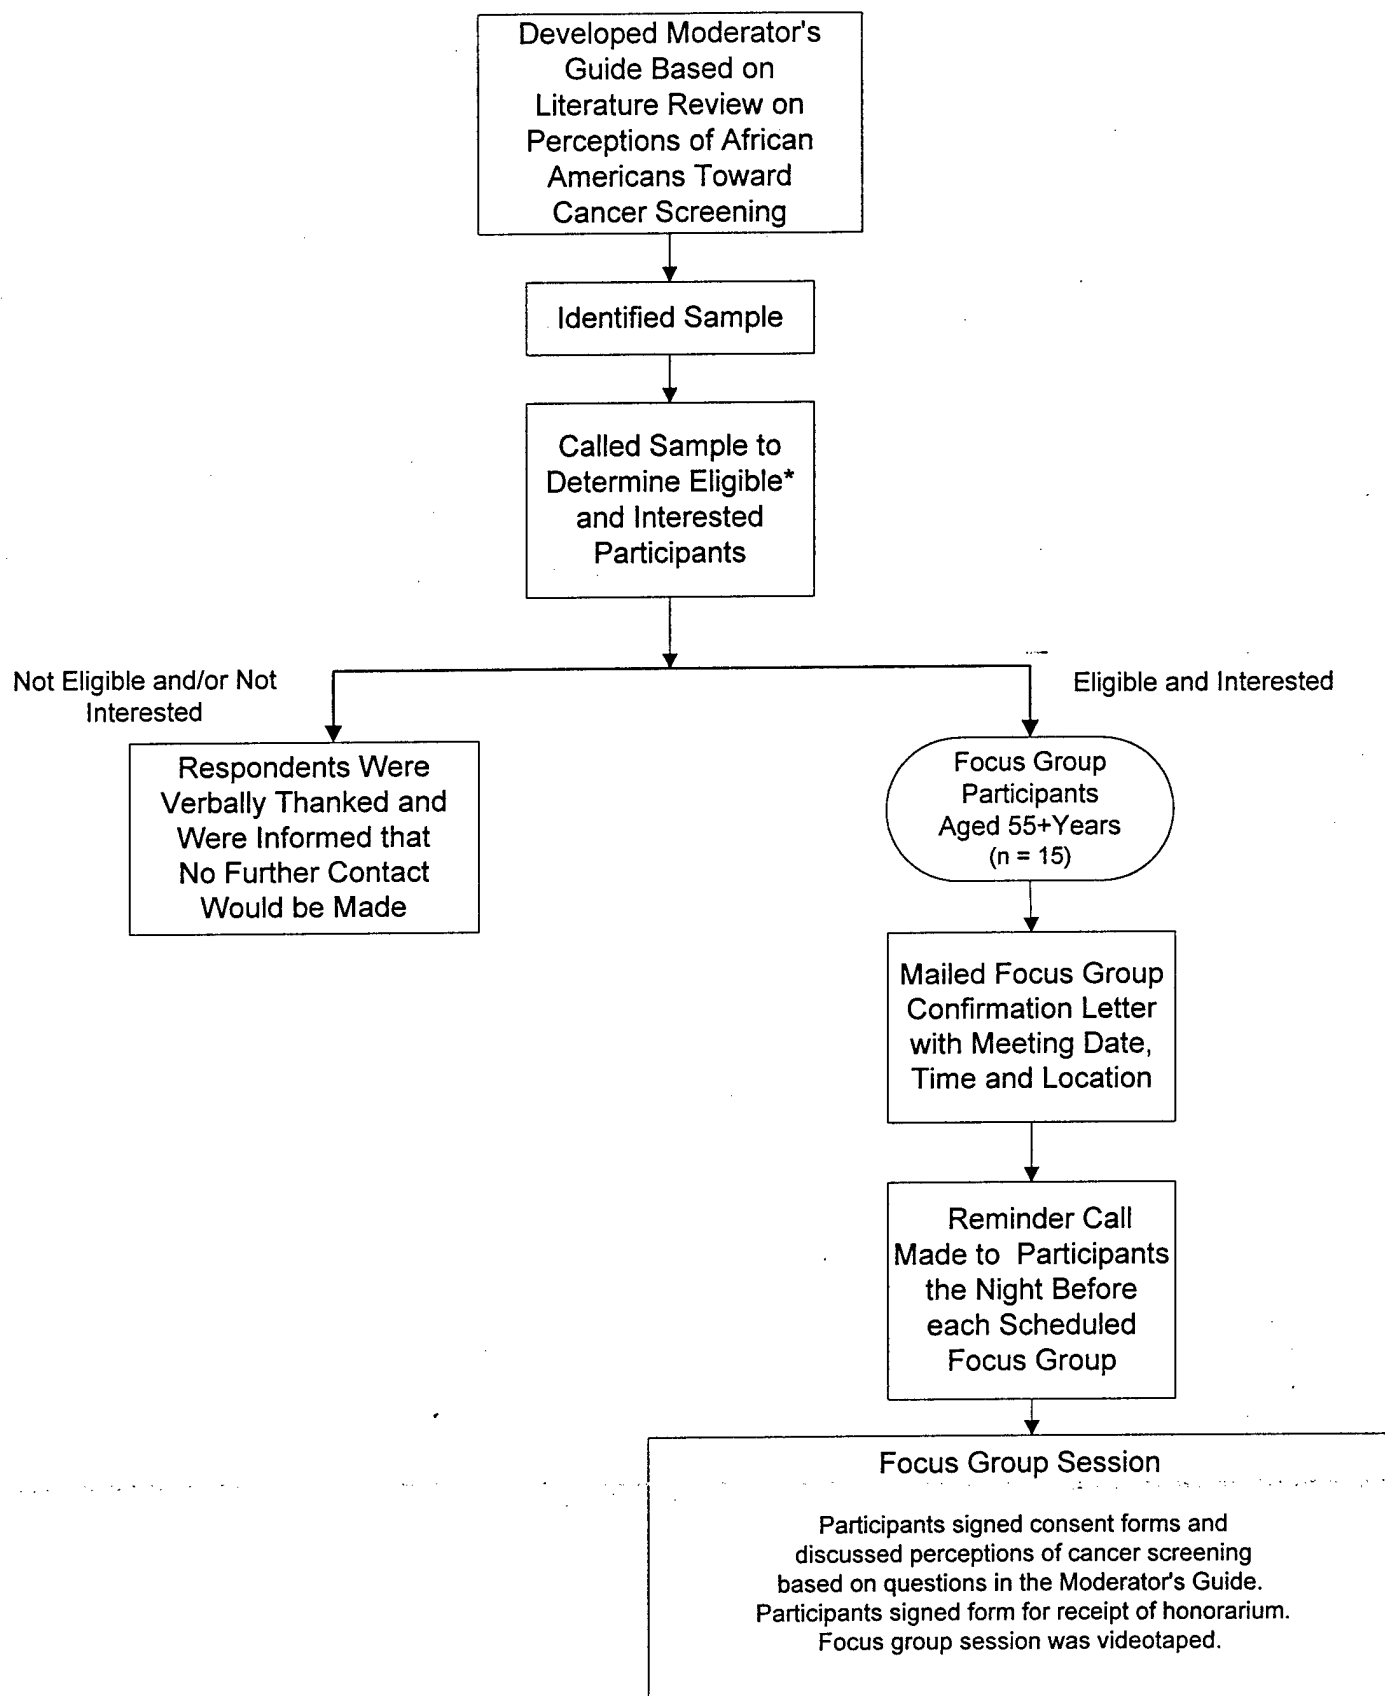 Developed Moderator's
Guide Based on
Literature Review on
Perceptions of African
Americans Toward
Cancer Screening
Identified Sample
Called Sample to
Determine Eligible*
and Interested
Participants
Not Eligible and/or Not
Interested
Eligible and Interested
Respondents Were
Verbally Thanked and
Were Informed that
No Further Contact
Would be Made
Focus Group
Participants
Aged 55+Years
(n = 15)
Mailed Focus Group
Confirmation Letter
with Meeting Date,
Time and Location
Reminder Call
Made to Participants
the Night Before
each Scheduled
Focus Group
Focus Group Session
Participants signed consent forms and
discussed perceptions of cancer screening
based on questions in the Moderator's Guide.
Participants signed form for receipt of honorarium.
Focus group session was videotaped.